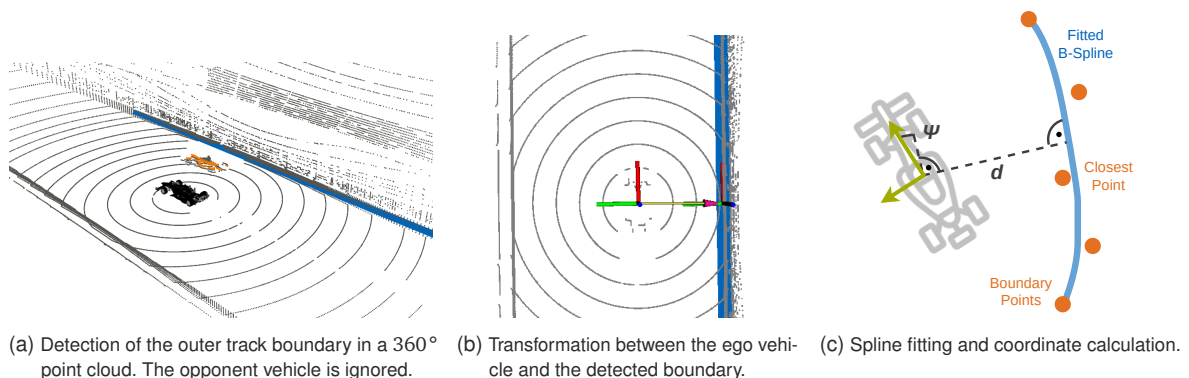 Fitted
B-Spline
Ψ
d
Closest
Point
Boundary
Points
(a) Detection of the outer track boundary in a 360°
point cloud. The opponent vehicle is ignored.
(b) Transformation between the ego vehi-
cle and the detected boundary.
(c) Spline fitting and coordinate calculation.